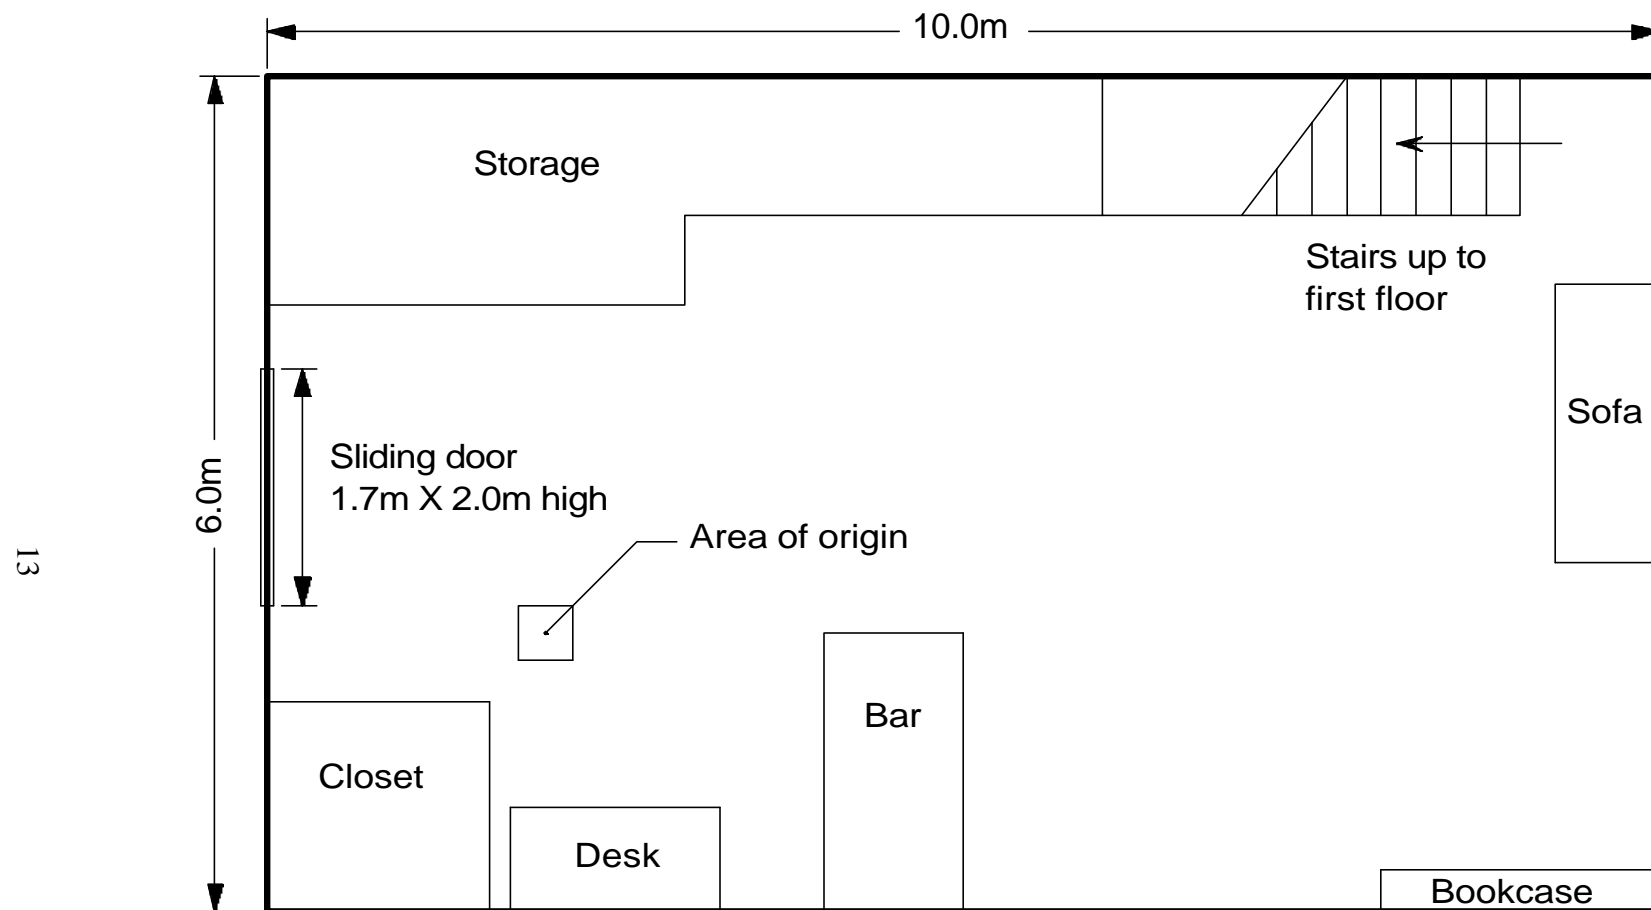 10.0m
Storage
Stairs up to
first floor
Sofa
Sliding door
1.7m X 2.0m high
6.0m
Area of origin
13
Bar
Closet
Desk
Bookcase